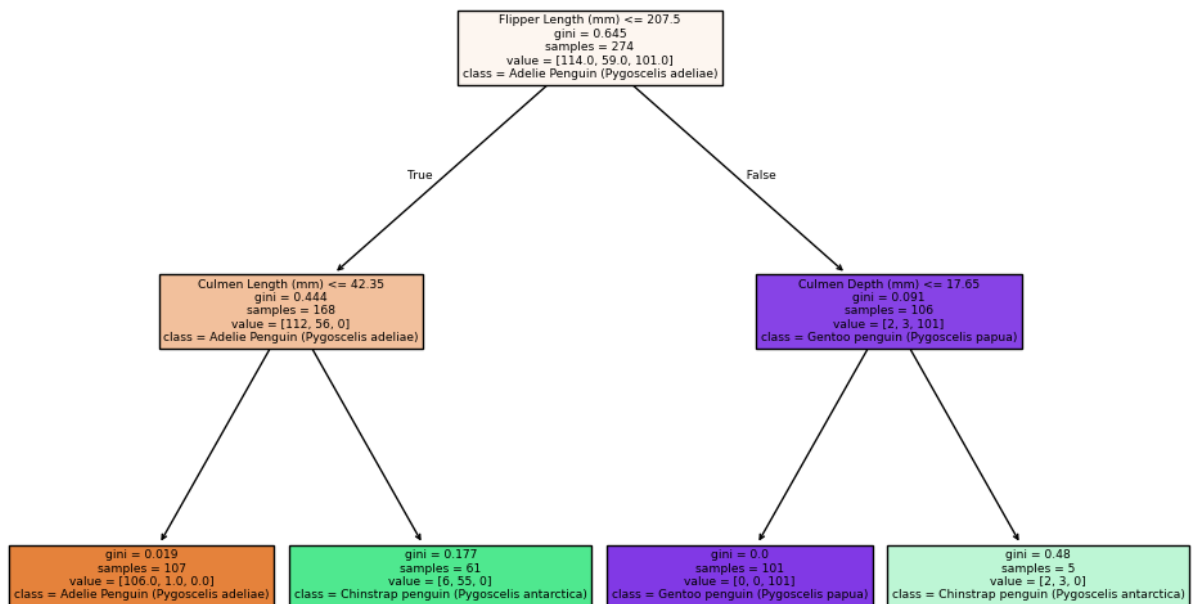 Flipper Length (mm) <= 207.5
gini = 0.645
samples = 274
value = [114.0, 59.0, 101.0]
class = Adelie Penguin (Pygoscelis adeliae)
True
False
Culmen Length (mm) <= 42.35
gini = 0.444
samples = 168
value = [112, 56, 0]
class = Adelie Penguin (Pygoscelis adeliae)
Culmen Depth (mm) <= 17.65
gini = 0.091
samples = 106
value = [2, 3, 101]
class = Gentoo penguin (Pygoscelis papua)
gini = 0.019
samples = 107
value = [106.0, 1.0, 0.0]
class = Adelie Penguin (Pygoscelis adeliae)
gini = 0.177
samples = 61
value = [6, 55, 0]
class = Chinstrap penguin (Pygoscelis antarctica)
gini = 0.0
samples = 101
value = [0, 0, 101]
class = Gentoo penguin (Pygoscelis papua)
gini = 0.48
samples = 5
value = [2, 3, 0]
class = Chinstrap penguin (Pygoscelis antarctica)